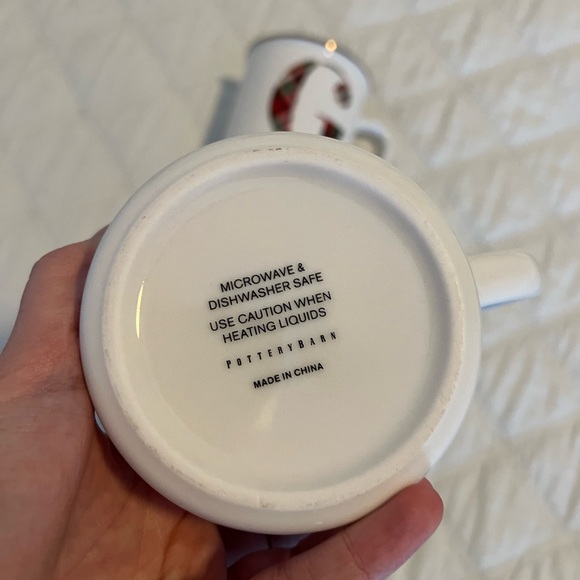 C
MICROWAVE &
DISHWASHER SAFE
USE CAUTION WHEN
HEATING LIQUIDS
POTTERYBARN
MADE IN CHINA